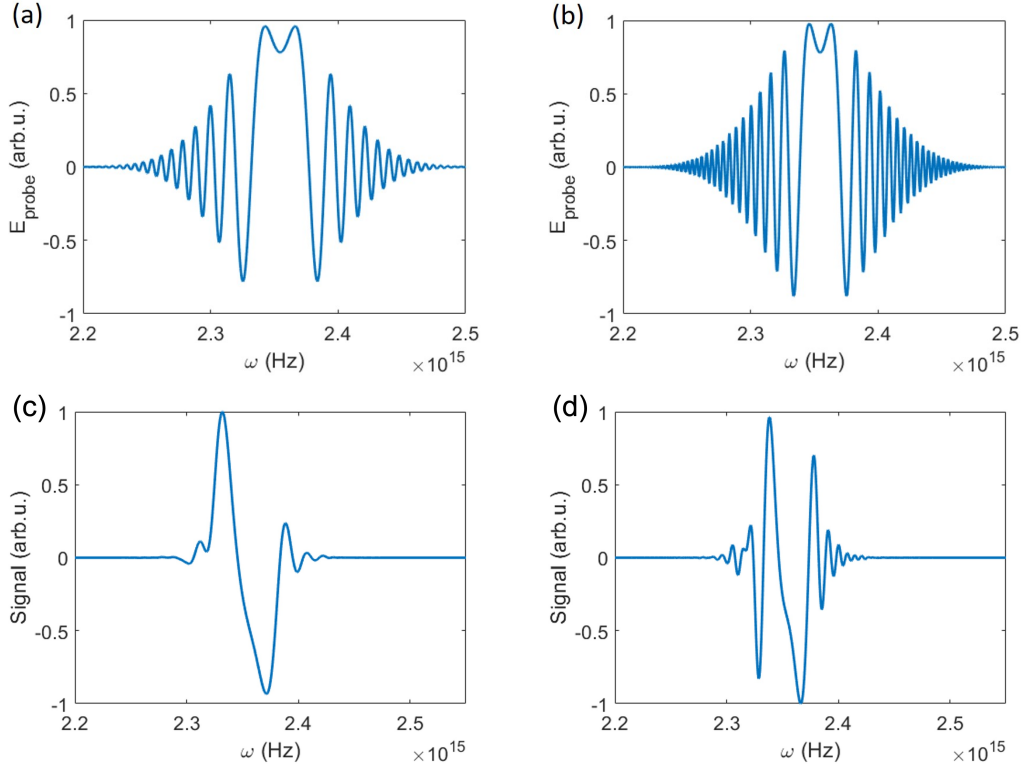 (a)
1
0.5
0
-0.5
-1
E_probe (arb.u.)
2.2 2.3 2.4 2.5
ω (Hz)
×10^15
(b)
1
0.5
0
-0.5
-1
E_probe (arb.u.)
2.2 2.3 2.4 2.5
ω (Hz)
×10^15
(c)
1
0.5
0
-0.5
-1
Signal (arb.u.)
2.2 2.3 2.4 2.5
ω (Hz)
×10^15
(d)
1
0.5
0
-0.5
-1
Signal (arb.u.)
2.2 2.3 2.4 2.5
ω (Hz)
×10^15